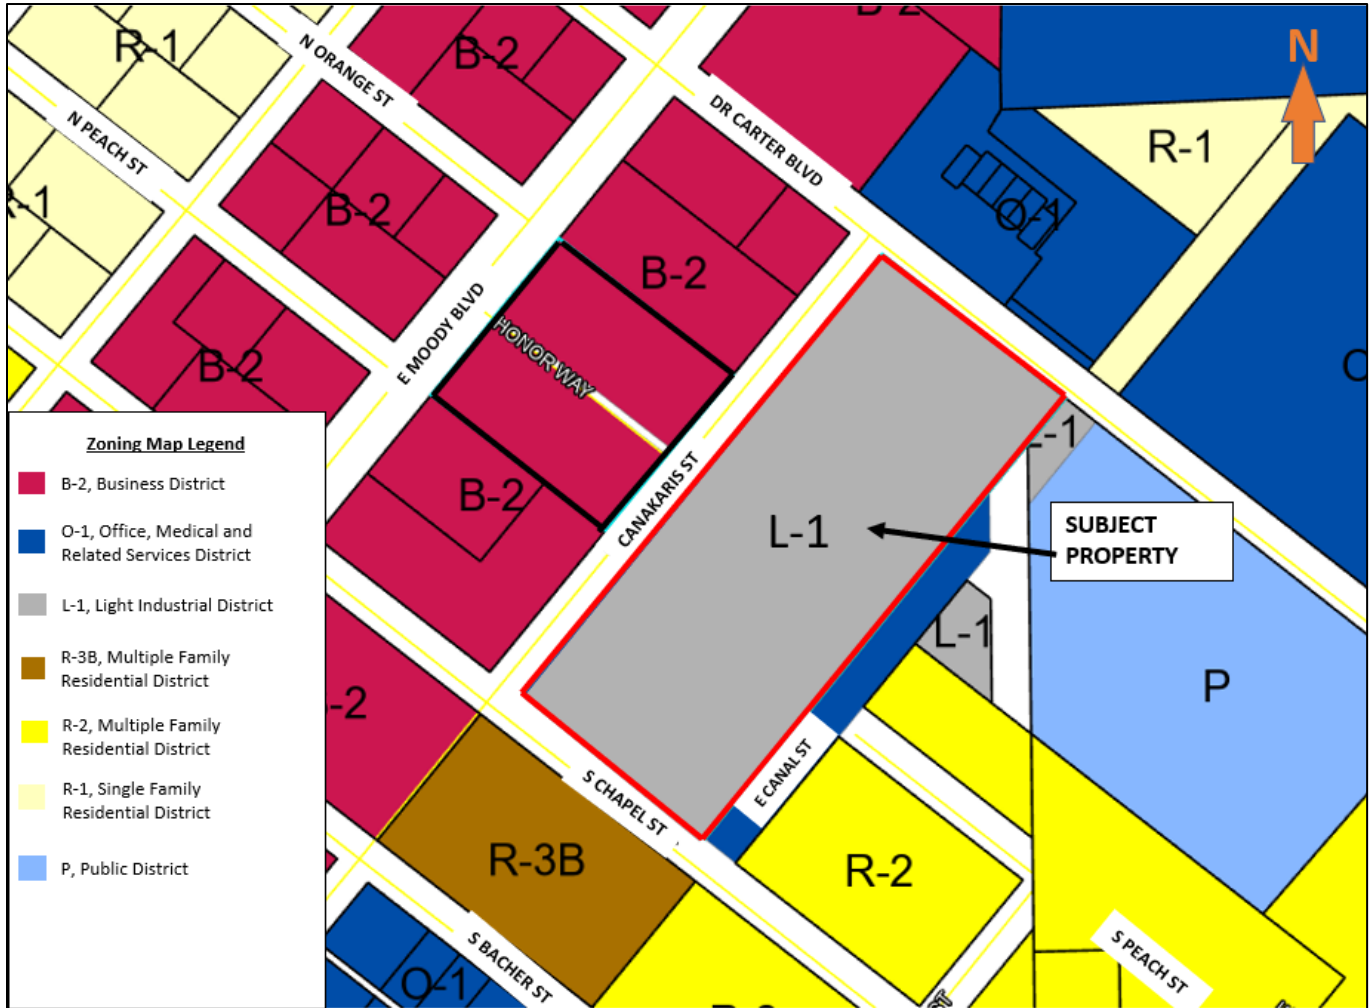 B-2
R-1
N ORANGE ST
B-2
N
N PEACH ST
DR CARTER BLVD
R-1
R-1
B-2
O-1
B-2
E MOODY BLVD
HONOR WAY
B-2
O
L-1
B-2
CANAKARIS ST
L-1
SUBJECT
PROPERTY
L-1
P
-2
E CANAL ST
S CHAPEL ST
R-3B
R-2
S BACHER ST
S PEACH ST
O-1
ST
Zoning Map Legend
B-2, Business District
O-1, Office, Medical and
Related Services District
L-1, Light Industrial District
R-3B, Multiple Family
Residential District
R-2, Multiple Family
Residential District
R-1, Single Family
Residential District
P, Public District